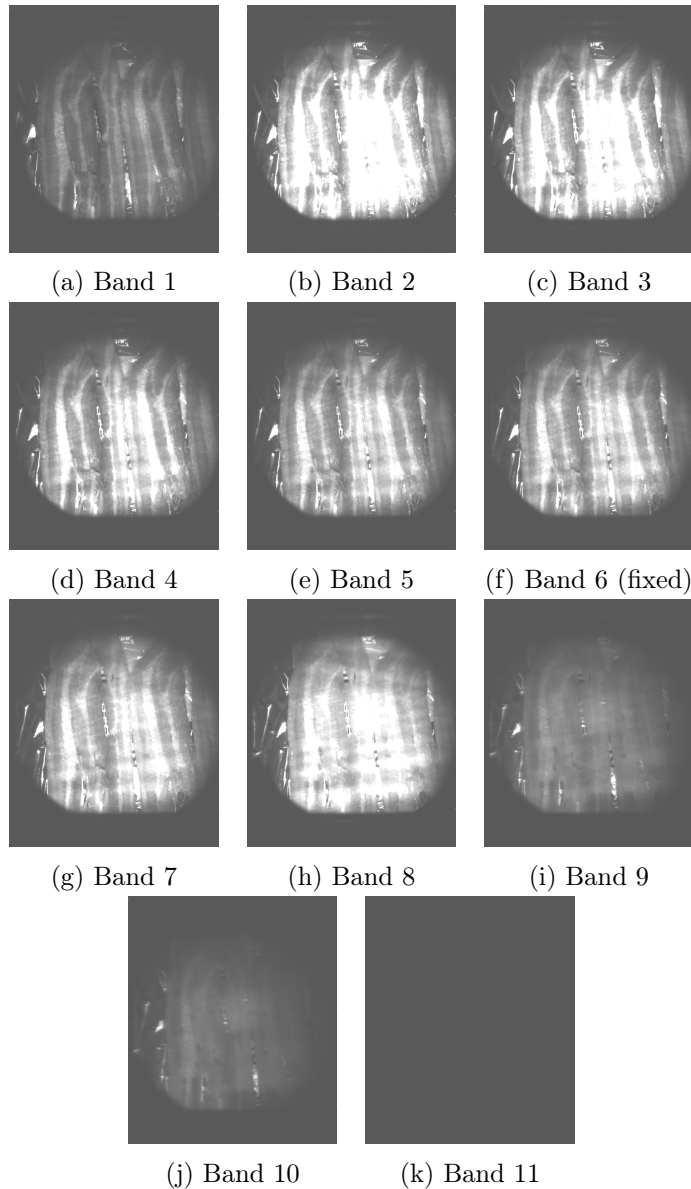 (a) Band 1
(b) Band 2
(c) Band 3
(d) Band 4
(e) Band 5
(f) Band 6 (fixed)
(g) Band 7
(h) Band 8
(i) Band 9
(j) Band 10
(k) Band 11